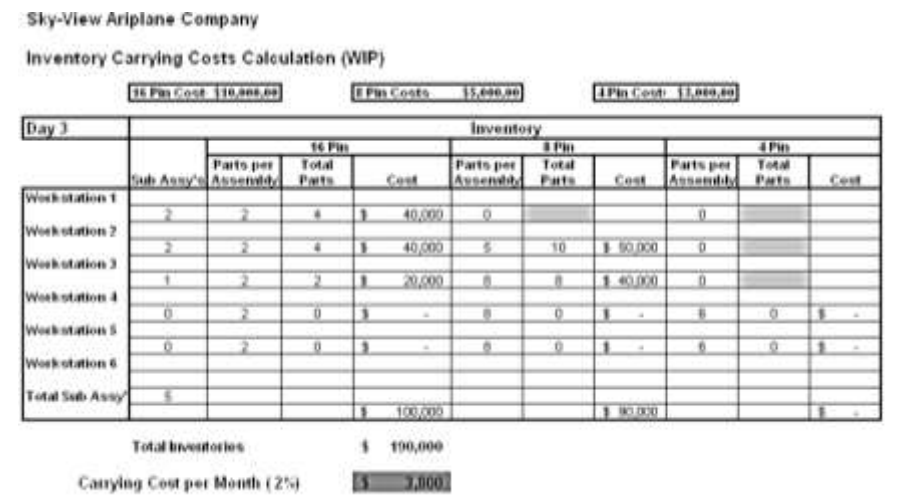 Sky-View Ariplane Company
Inventory Carrying Costs Calculation (WIP)
16 Pin Cost $10,000.00 8 Pin Costs $5,000.00 4 Pin Cost $3,000.00
Day 3 Inventory
16 Pin 8 Pin 4 Pin
Sub Assy's Parts per Assembly Total Parts Cost Parts per Assembly Total Parts Cost Parts per Assembly Total Parts Cost
Workstation 1
2 2 4 $ 40,000 0 0
Workstation 2
2 2 4 $ 40,000 5 10 $ 50,000 0
Workstation 3
1 2 2 $ 20,000 8 8 $ 40,000 0
Workstation 4
0 2 0 $ - 8 0 $ - 6 0 $ -
Workstation 5
0 2 0 $ - 8 0 $ - 6 0 $ -
Workstation 6
Total Sub Assy' 5
$ 100,000 $ 90,000 $ -
Total Inventories $ 190,000
Carrying Cost per Month (2%) $ 3,800